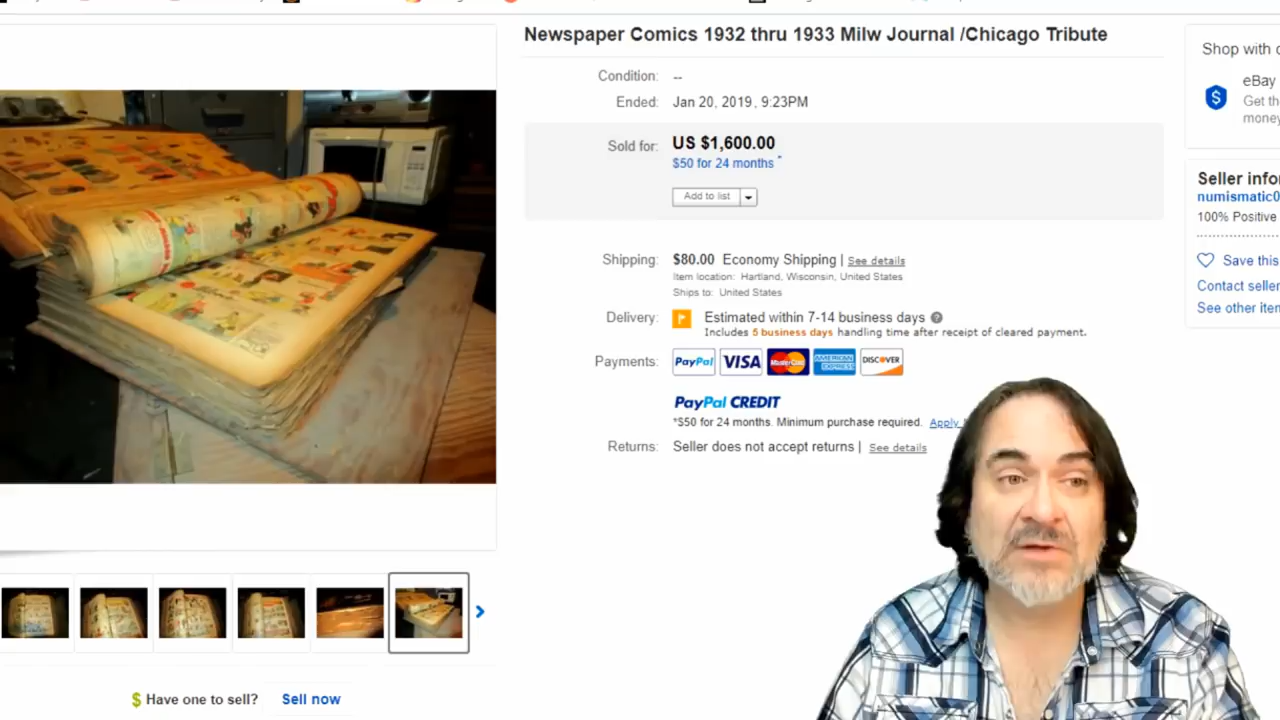 Newspaper Comics 1932 thru 1933 Milw Journal /Chicago Tribute
Condition: --
Ended: Jan 20, 2019, 9:23PM
Sold for: US $1,600.00
$50 for 24 months
Add to list
Shipping: $80.00 Economy Shipping | See details
Item location: Hartland, Wisconsin, United States
Ships to: United States
Delivery: Estimated within 7-14 business days
Includes 5 business days handling time after receipt of cleared payment.
Payments: PayPal VISA MasterCard AMERICAN EXPRESS DISCOVER
PayPal CREDIT
*$50 for 24 months. Minimum purchase required. Apply
Returns: Seller does not accept returns | See details
Shop with
eBay
Get
money
Seller
numismatic0
100% Positive
Save this
Contact seller
See other
$ Have one to sell? Sell now